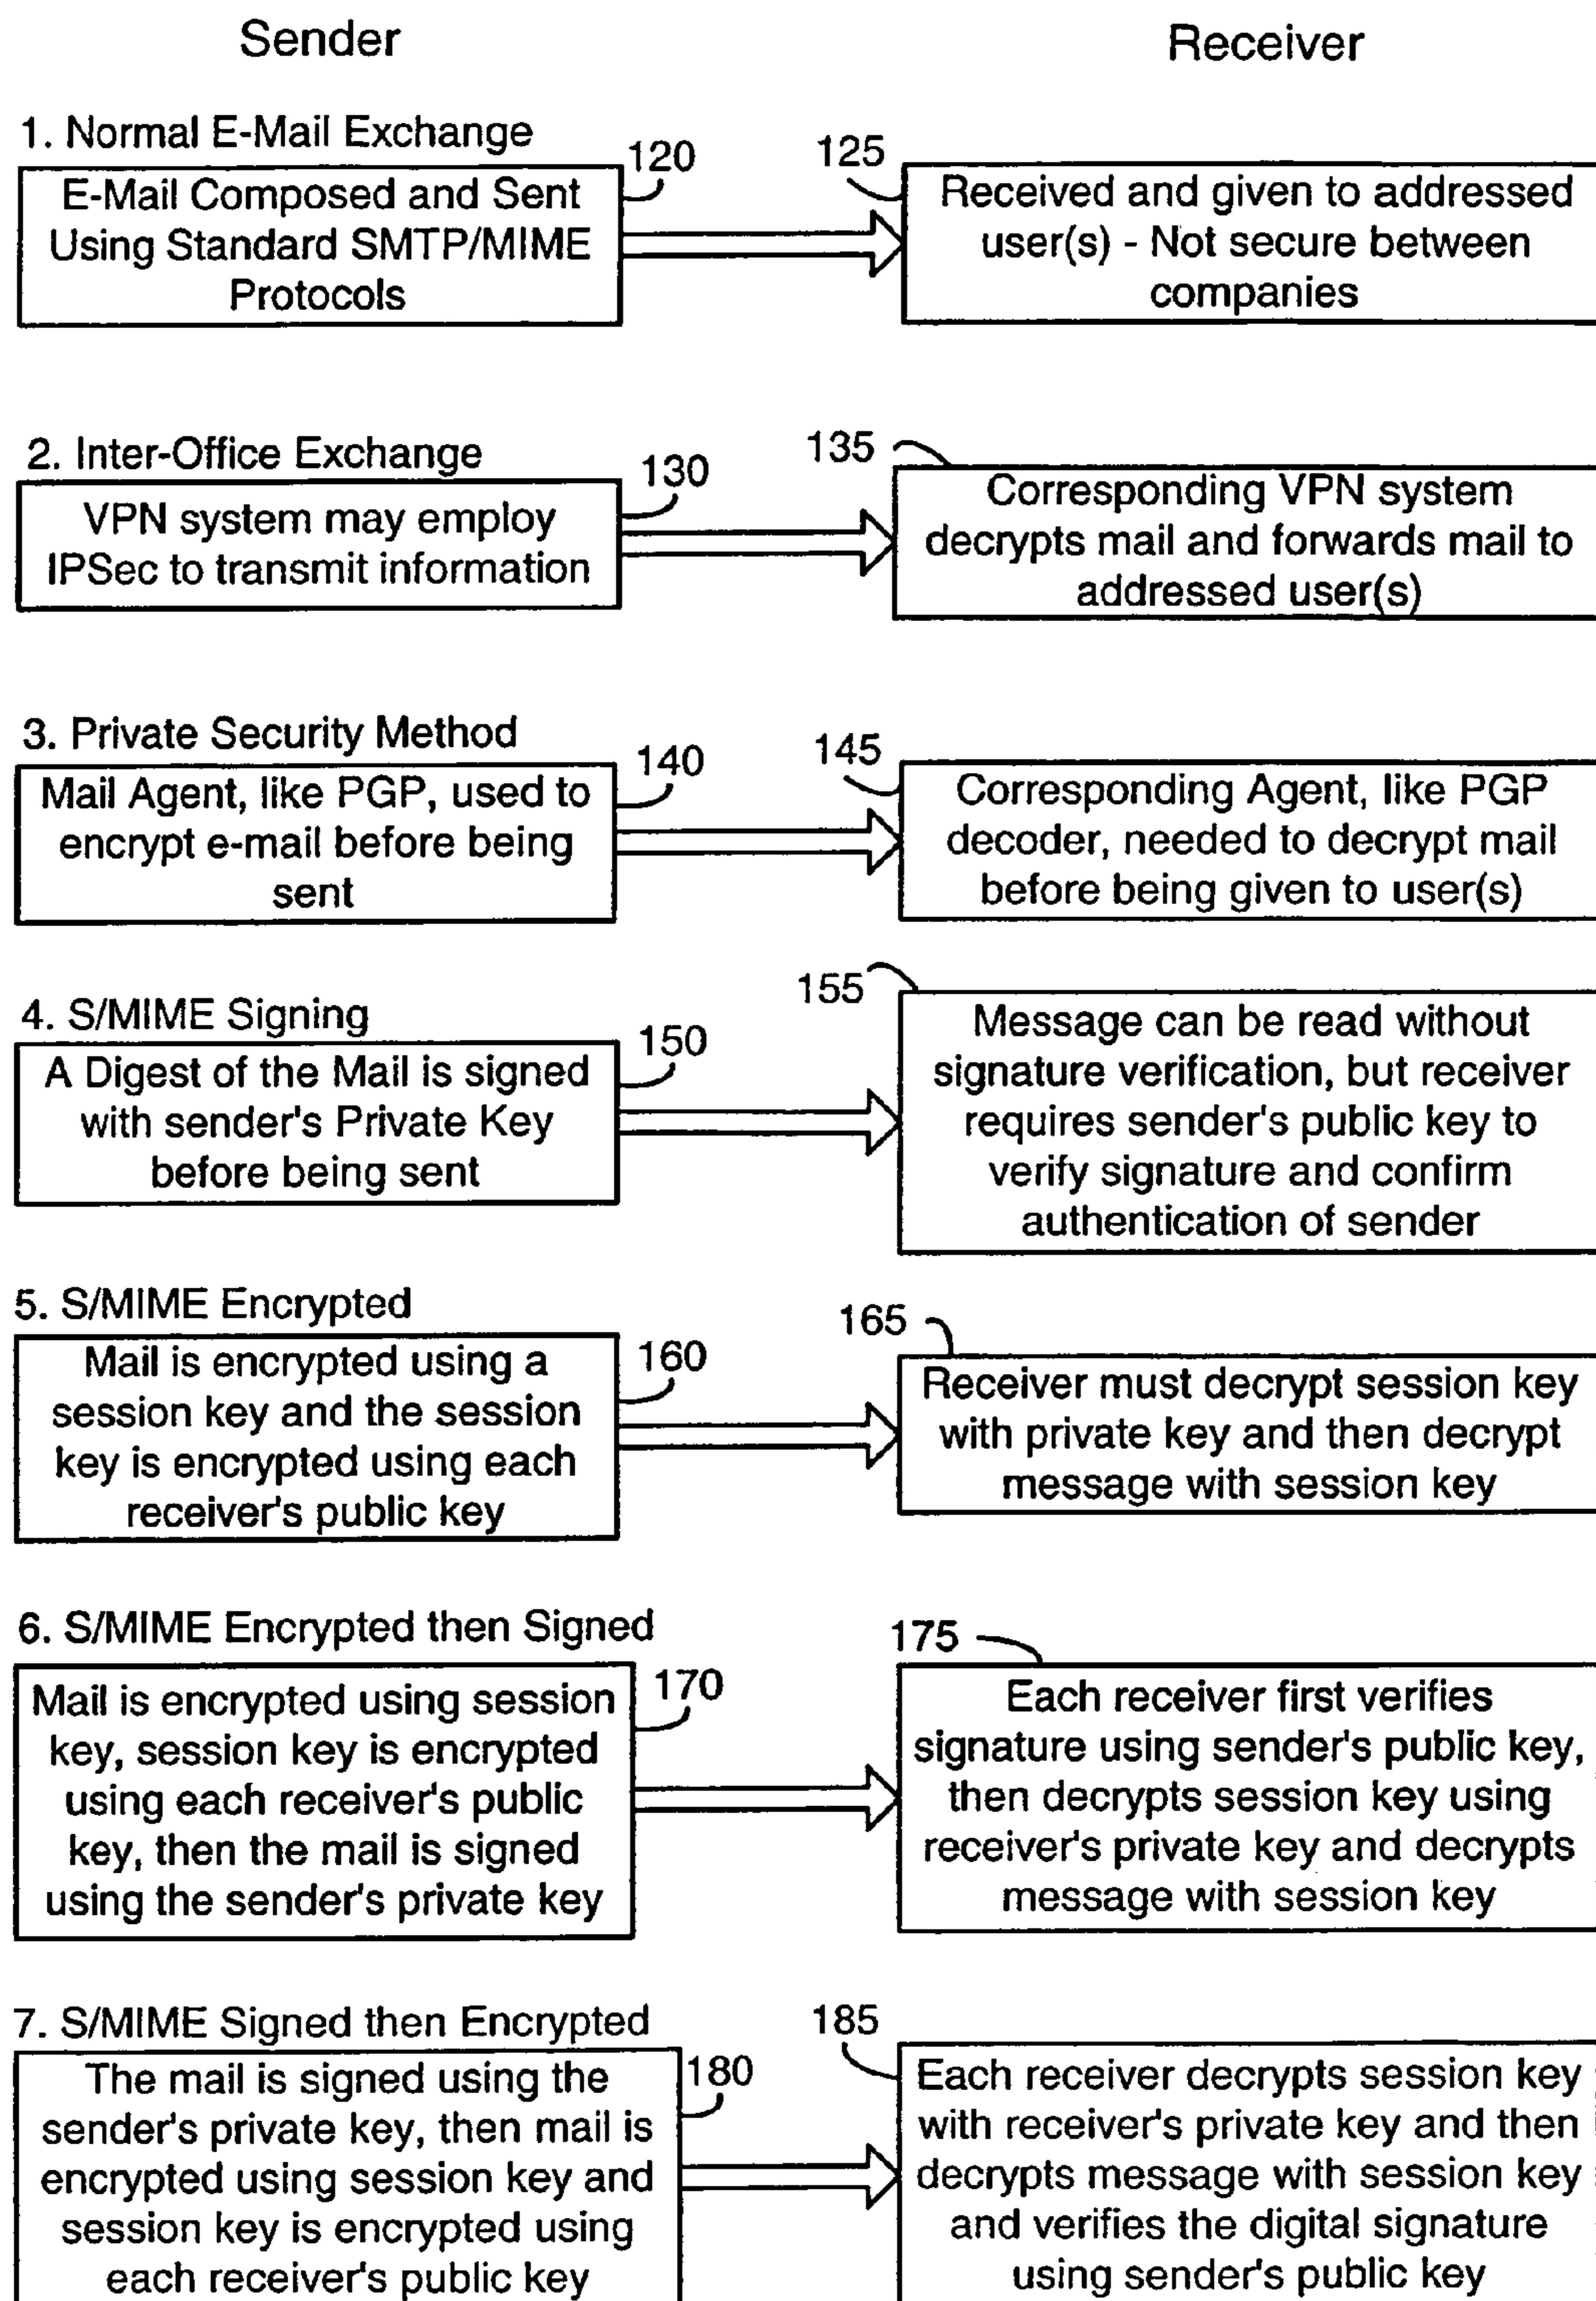 Sender
Receiver
1. Normal E-Mail Exchange
120
E-Mail Composed and Sent
Using Standard SMTP/MIME
Protocols
125
Received and given to addressed
user(s) - Not secure between
companies
2. Inter-Office Exchange
130
VPN system may employ
IPSec to transmit information
135
Corresponding VPN system
decrypts mail and forwards mail to
addressed user(s)
3. Private Security Method
140
Mail Agent, like PGP, used to
encrypt e-mail before being
sent
145
Corresponding Agent, like PGP
decoder, needed to decrypt mail
before being given to user(s)
4. S/MIME Signing
150
A Digest of the Mail is signed
with sender's Private Key
before being sent
155
Message can be read without
signature verification, but receiver
requires sender's public key to
verify signature and confirm
authentication of sender
5. S/MIME Encrypted
160
Mail is encrypted using a
session key and the session
key is encrypted using each
receiver's public key
165
Receiver must decrypt session key
with private key and then decrypt
message with session key
6. S/MIME Encrypted then Signed
170
Mail is encrypted using session
key, session key is encrypted
using each receiver's public
key, then the mail is signed
using the sender's private key
175
Each receiver first verifies
signature using sender's public key,
then decrypts session key using
receiver's private key and decrypts
message with session key
7. S/MIME Signed then Encrypted
180
The mail is signed using the
sender's private key, then mail is
encrypted using session key and
session key is encrypted using
each receiver's public key
185
Each receiver decrypts session key
with receiver's private key and then
decrypts message with session key
and verifies the digital signature
using sender's public key